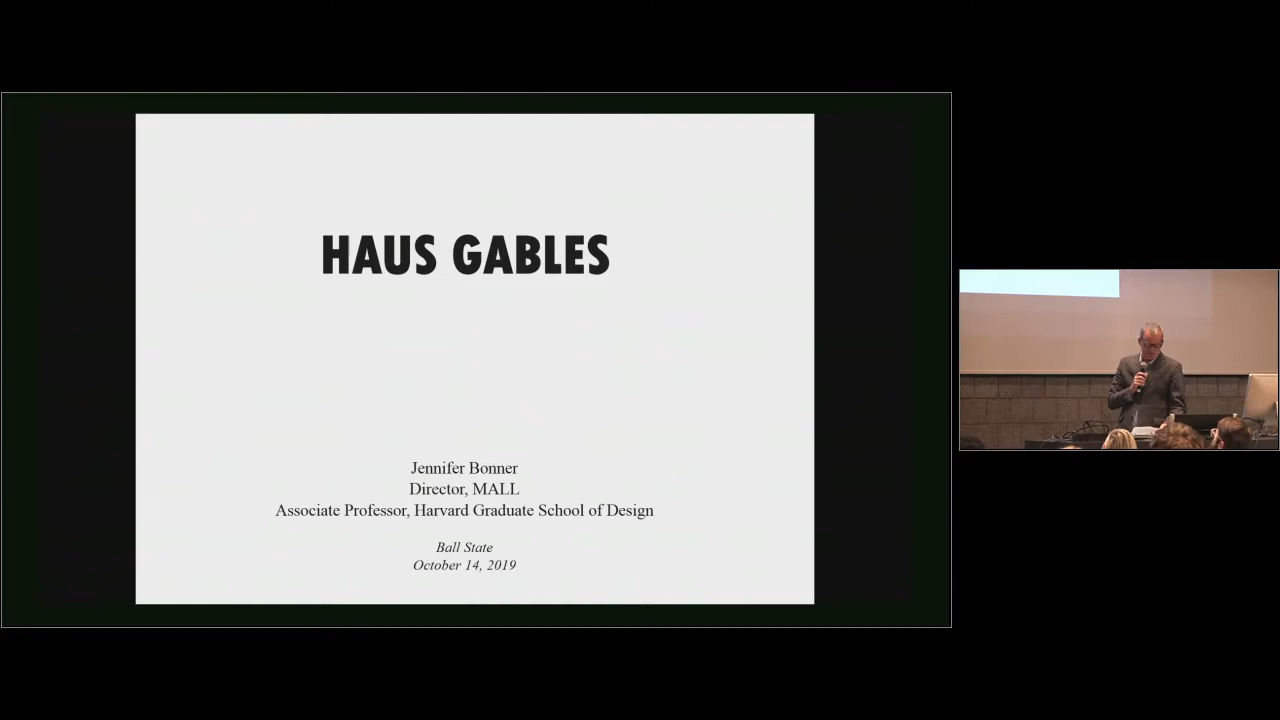 HAUS GABLES
Jennifer Bonner
Director, MALL
Associate Professor, Harvard Graduate School of Design
Ball State
October 14, 2019